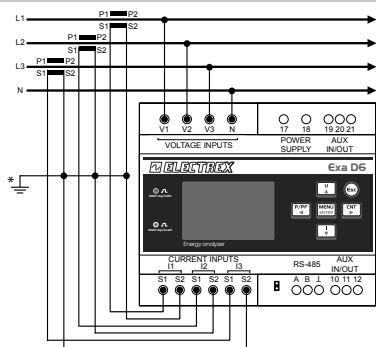 L1 P1 P2
S1 S2
L2 P1 P2
S1 S2
L3 P1 P2
S1 S2
N
V1 V2 V3 N 17 18 19 20 21
VOLTAGE INPUTS POWER SUPPLY AUX IN/OUT
*
ELECTREX Exa D6
U Esc
P/PF MENU ENTER CNT
I
Energy analyzer
CURRENT INPUTS
I1 I2 I3 RS-485 AUX IN/OUT
S1 S2 S1 S2 S1 S2 A B ⊥ 10 11 12